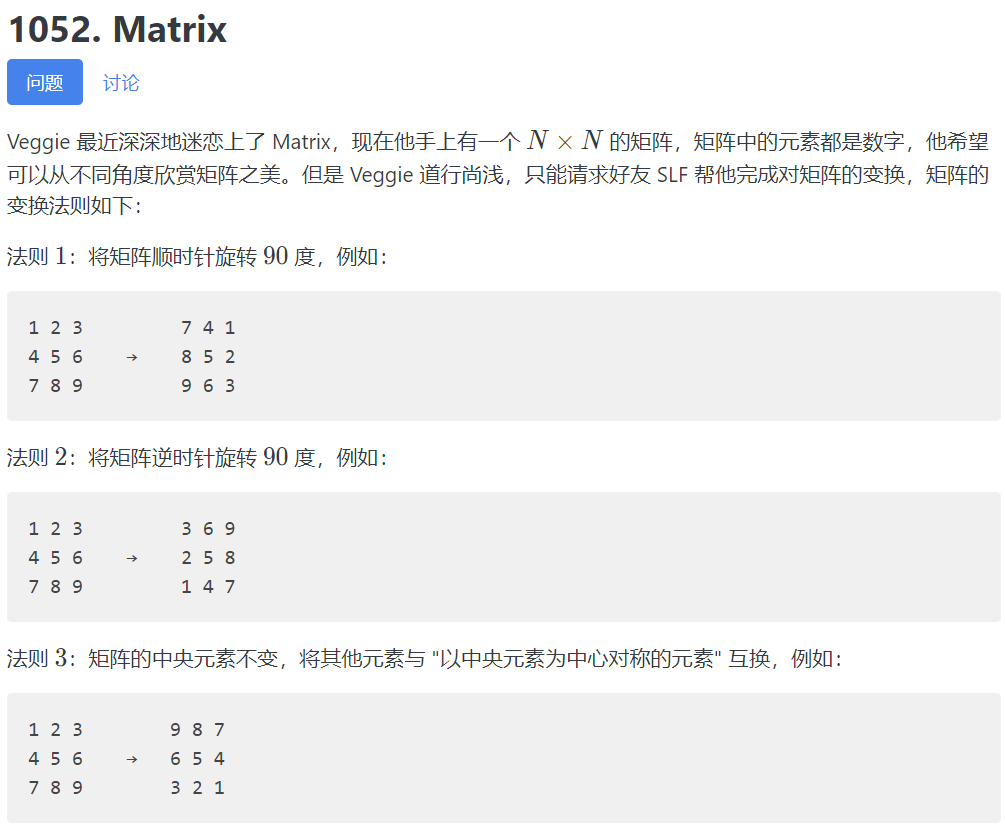 1052. Matrix
问题 讨论
Veggie 最近深深地迷恋上了 Matrix，现在他手上有一个 N × N 的矩阵，矩阵中的元素都是数字，他希望
可以从不同角度欣赏矩阵之美。但是 Veggie 道行尚浅，只能请求好友 SLF 帮他完成对矩阵的变换，矩阵的
变换法则如下：
法则 1：将矩阵顺时针旋转 90 度，例如：
1 2 3 7 4 1
4 5 6 → 8 5 2
7 8 9 9 6 3
法则 2：将矩阵逆时针旋转 90 度，例如：
1 2 3 3 6 9
4 5 6 → 2 5 8
7 8 9 1 4 7
法则 3：矩阵的中央元素不变，将其他元素与 "以中央元素为中心对称的元素" 互换，例如：
1 2 3 9 8 7
4 5 6 → 6 5 4
7 8 9 3 2 1